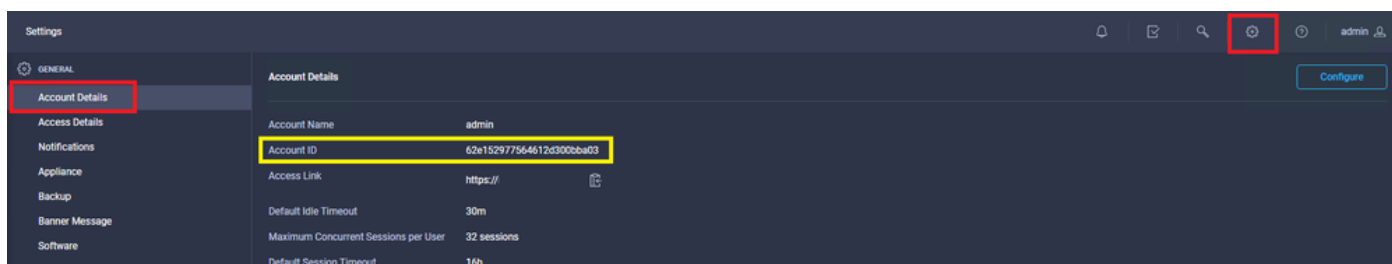 Settings
admin
GENERAL
Account Details
Configure
Account Details
Access Details
Account Name admin
Notifications
Account ID 62e152977564612d300bba03
Appliance
Access Link https://
Backup
Default Idle Timeout 30m
Banner Message
Maximum Concurrent Sessions per User 32 sessions
Software
Default Session Timeout 16h